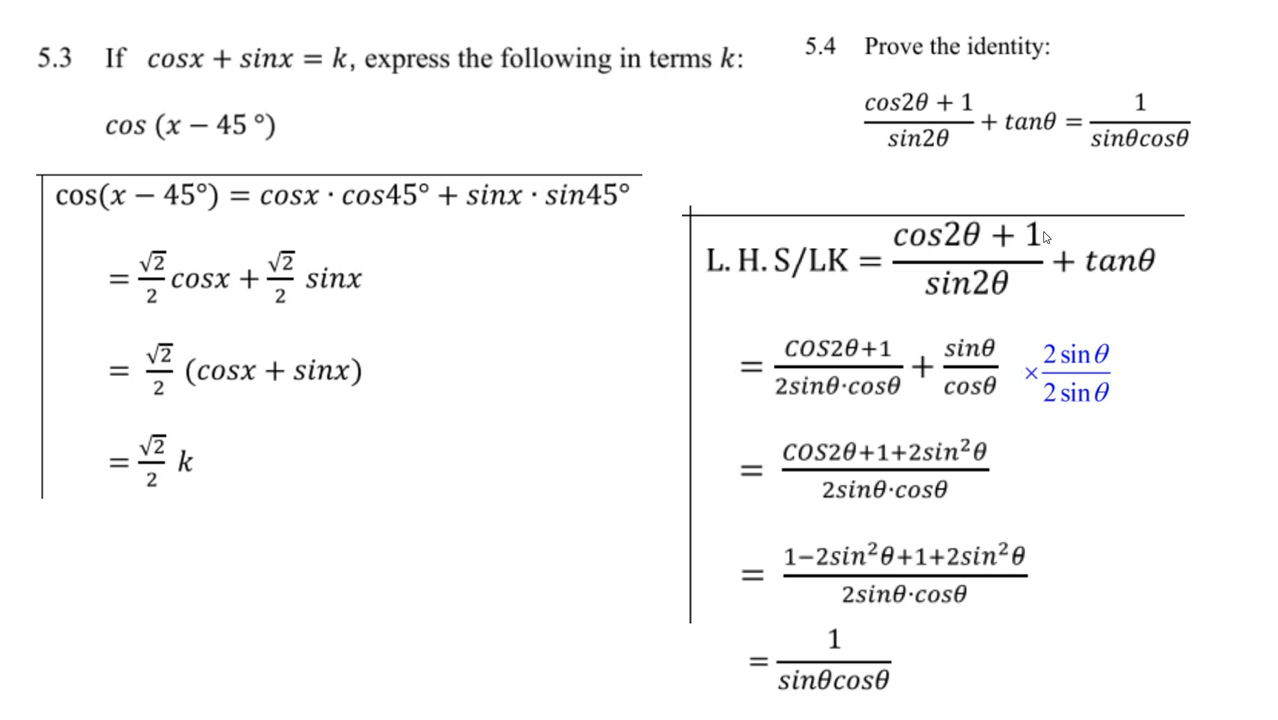 5.3 If cosx + sinx = k, express the following in terms k:
cos (x − 45 °)
cos(x − 45°) = cosx · cos45° + sinx · sin45°
= √2/2 cosx + √2/2 sinx
= √2/2 (cosx + sinx)
= √2/2 k
5.4 Prove the identity:
cos2θ + 1 / sin2θ + tanθ = 1 / sinθcosθ
L. H. S/LK = cos2θ + 1 / sin2θ + tanθ
= COS2θ+1 / 2sinθ·cosθ + sinθ / cosθ × 2 sin θ / 2 sin θ
= COS2θ+1+2sin²θ / 2sinθ·cosθ
= 1−2sin²θ+1+2sin²θ / 2sinθ·cosθ
= 1 / sinθcosθ